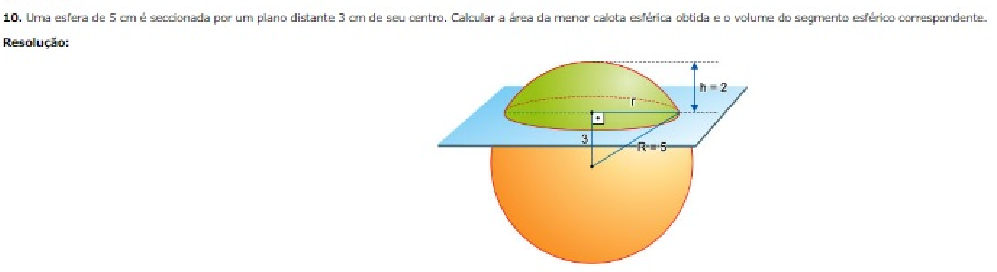 10. Uma esfera de 5 cm é seccionada por um plano distante 3 cm de seu centro. Calcular a área da menor calota esférica obtida e o volume do segmento esférico correspondente.
Resolução:
h = 2
r
3
R = 5